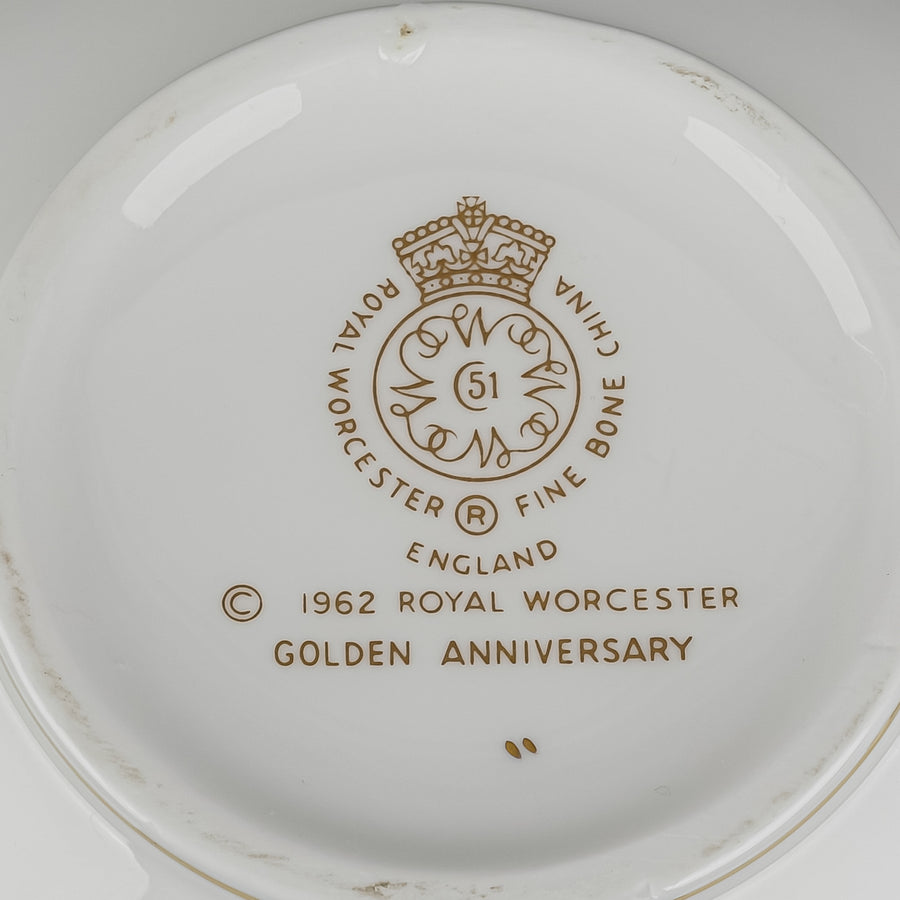 ROYAL WORCESTER ® FINE BONE CHINA
51
ENGLAND
© 1962 ROYAL WORCESTER
GOLDEN ANNIVERSARY